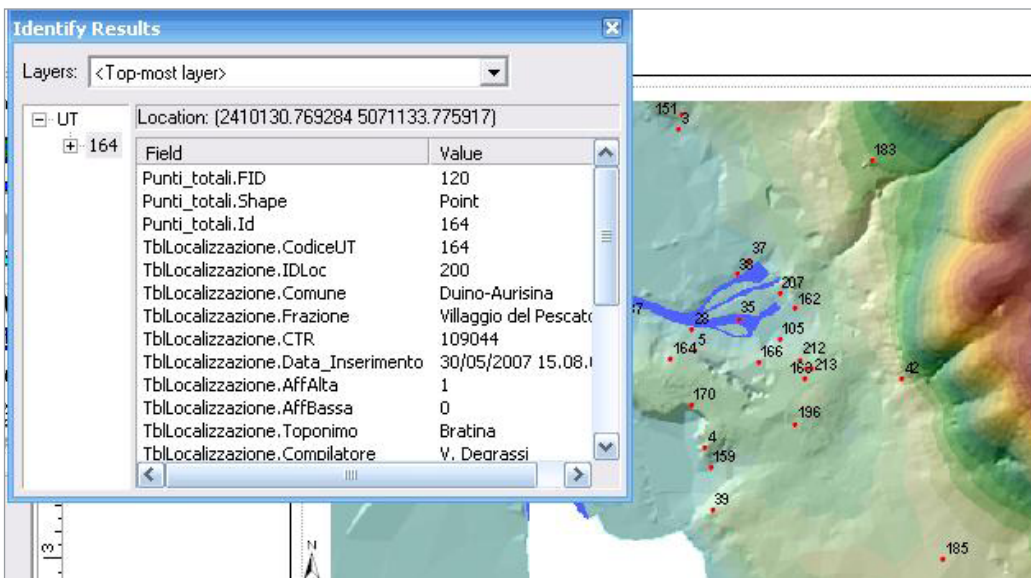 Identify Results
Layers: <Top-most layer>
UT
164
Location: (2410130.769284 5071133.775917)
Field Value
Punti_totali.FID 120
Punti_totali.Shape Point
Punti_totali.Id 164
TblLocalizzazione.CodiceUT 164
TblLocalizzazione.IDLoc 200
TblLocalizzazione.Comune Duino-Aurisina
TblLocalizzazione.Frazione Villaggio del Pescato
TblLocalizzazione.CTR 109044
TblLocalizzazione.Data_Inserimento 30/05/2007 15.08.
TblLocalizzazione.AffAlta 1
TblLocalizzazione.AffBassa 0
TblLocalizzazione.Toponimo Bratina
TblLocalizzazione.Compilatore V. Degrassi
151
3
183
37
38
207
162
35
28
5
105
164
166
212
213
42
170
196
4
159
39
185
3
N